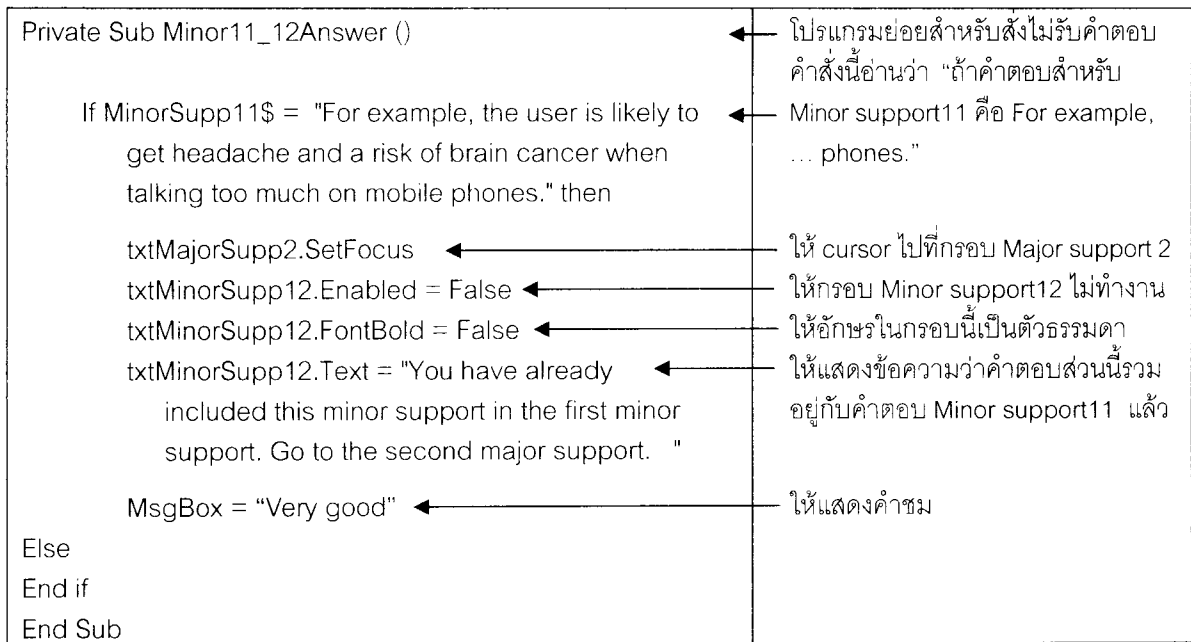 Private Sub Minor11_12Answer ()
โปรแกรมย่อยสำหรับสั่งไม่รับคำตอบ
คำสั่งนี้อ่านว่า “ถ้าคำตอบสำหรับ
If MinorSupp11$ = "For example, the user is likely to
Minor support11 คือ For example,
get headache and a risk of brain cancer when
... phones.”
talking too much on mobile phones." then
txtMajorSupp2.SetFocus
ให้ cursor ไปที่กรอบ Major support 2
txtMinorSupp12.Enabled = False
ให้กรอบ Minor support12 ไม่ทำงาน
txtMinorSupp12.FontBold = False
ให้อักษรในกรอบนี้เป็นตัวธรรมดา
txtMinorSupp12.Text = "You have already
ให้แสดงข้อความว่าคำตอบส่วนนี้รวม
included this minor support in the first minor
อยู่กับคำตอบ Minor support11 แล้ว
support. Go to the second major support. "
MsgBox = “Very good”
ให้แสดงคำชม
Else
End if
End Sub